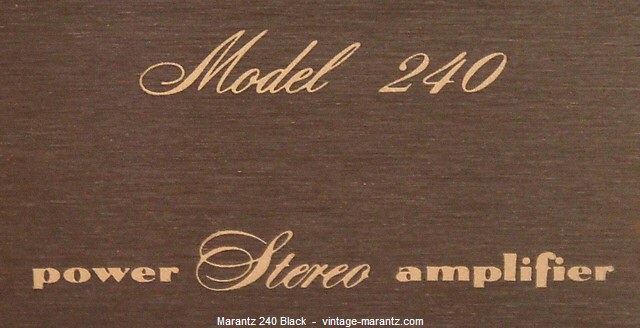 Model 240
power Stereo amplifier
Marantz 240 Black - vintage-marantz.com